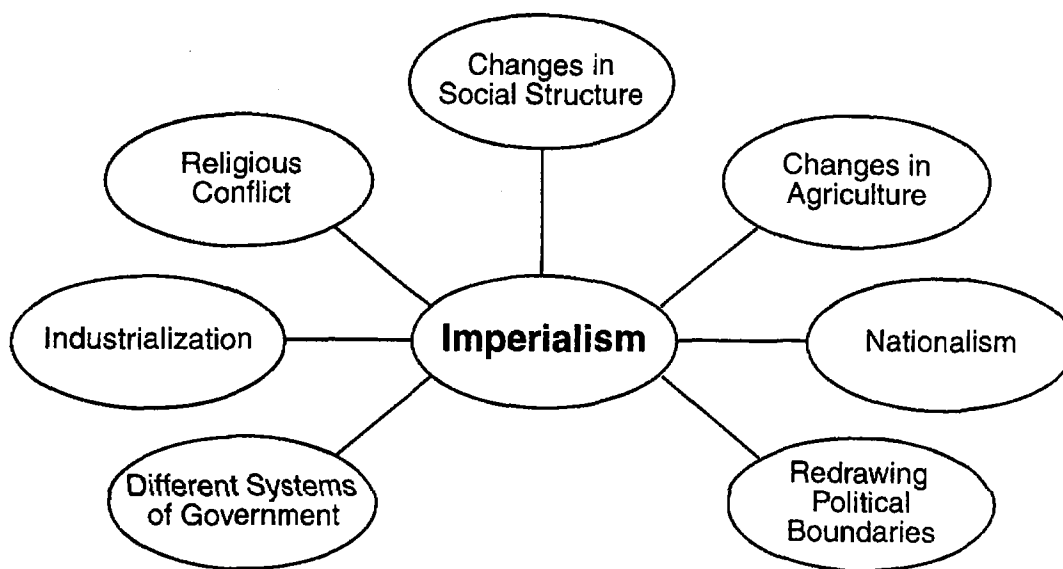 Changes in
Social Structure
Religious
Conflict
Changes in
Agriculture
Industrialization
Imperialism
Nationalism
Different Systems
of Government
Redrawing
Political
Boundaries